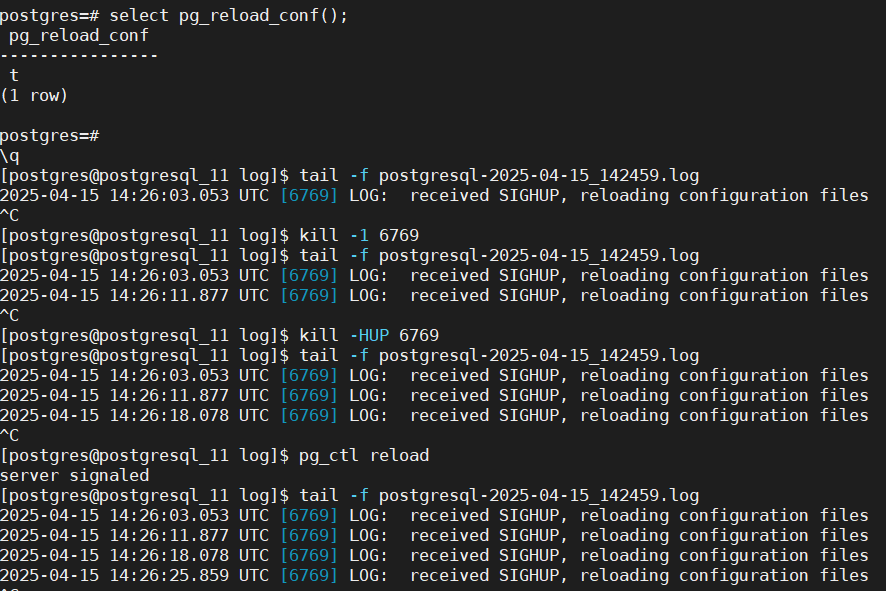 postgres=# select pg_reload_conf();
 pg_reload_conf
----------------
 t
(1 row)

postgres=#
\q
[postgres@postgresql_11 log]$ tail -f postgresql-2025-04-15_142459.log
2025-04-15 14:26:03.053 UTC [6769] LOG:  received SIGHUP, reloading configuration files
^C
[postgres@postgresql_11 log]$ kill -1 6769
[postgres@postgresql_11 log]$ tail -f postgresql-2025-04-15_142459.log
2025-04-15 14:26:03.053 UTC [6769] LOG:  received SIGHUP, reloading configuration files
2025-04-15 14:26:11.877 UTC [6769] LOG:  received SIGHUP, reloading configuration files
^C
[postgres@postgresql_11 log]$ kill -HUP 6769
[postgres@postgresql_11 log]$ tail -f postgresql-2025-04-15_142459.log
2025-04-15 14:26:03.053 UTC [6769] LOG:  received SIGHUP, reloading configuration files
2025-04-15 14:26:11.877 UTC [6769] LOG:  received SIGHUP, reloading configuration files
2025-04-15 14:26:18.078 UTC [6769] LOG:  received SIGHUP, reloading configuration files
^C
[postgres@postgresql_11 log]$ pg_ctl reload
server signaled
[postgres@postgresql_11 log]$ tail -f postgresql-2025-04-15_142459.log
2025-04-15 14:26:03.053 UTC [6769] LOG:  received SIGHUP, reloading configuration files
2025-04-15 14:26:11.877 UTC [6769] LOG:  received SIGHUP, reloading configuration files
2025-04-15 14:26:18.078 UTC [6769] LOG:  received SIGHUP, reloading configuration files
2025-04-15 14:26:25.859 UTC [6769] LOG:  received SIGHUP, reloading configuration files